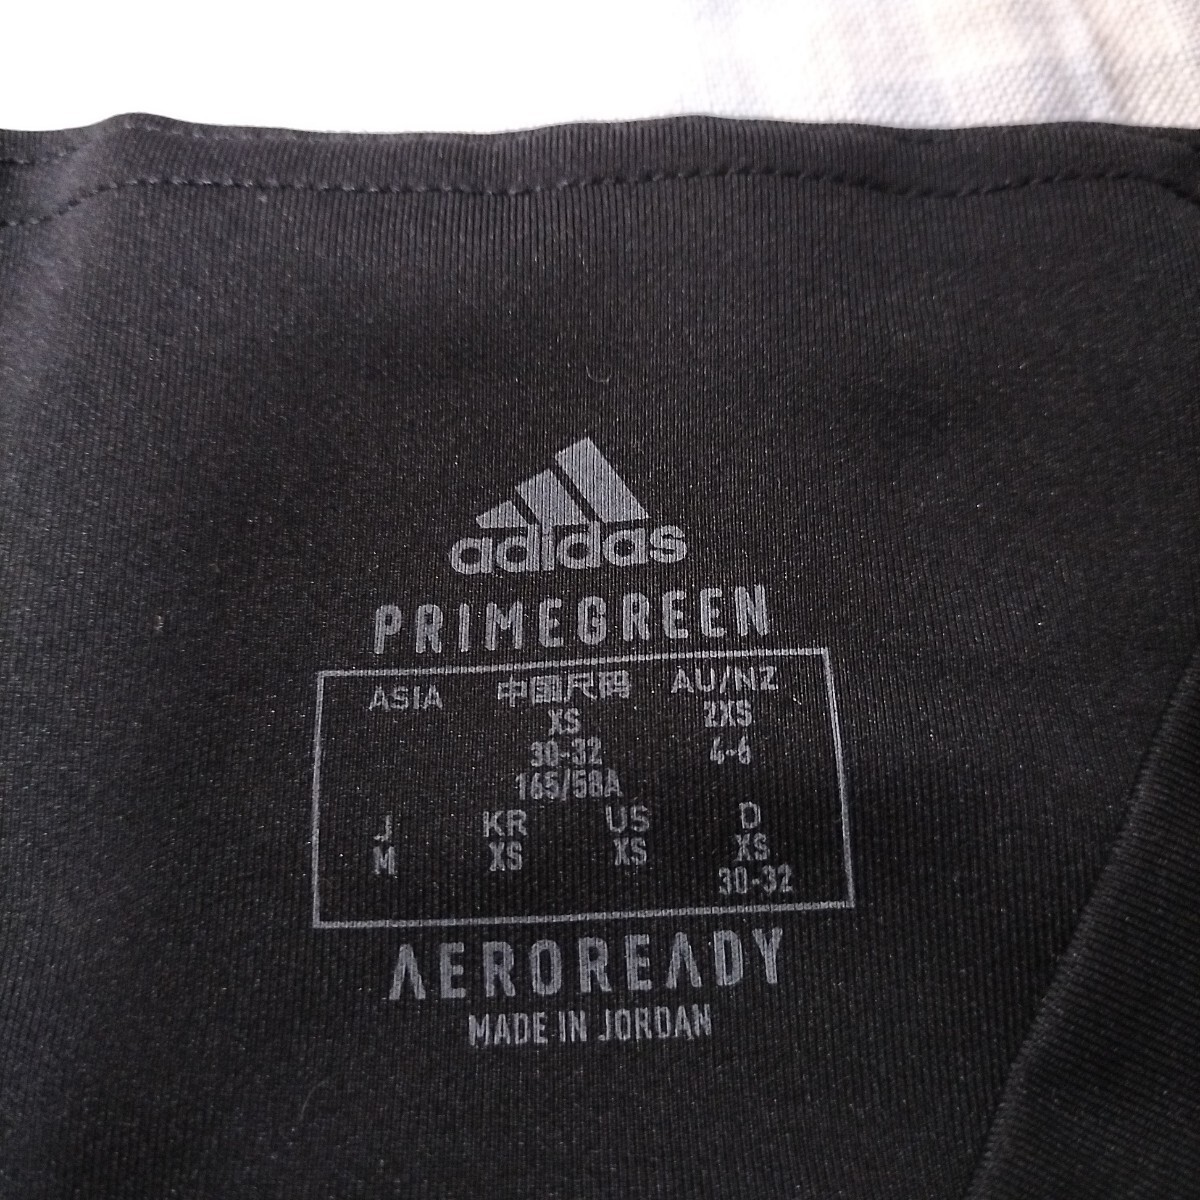 adidas
PRIMEGREEN
ASIA 中國尺码 AU/NZ
XS 2XS
30-32 4-6
165/58A
J KR US D
M XS XS XS
30-32
AEROREADY
MADE IN JORDAN